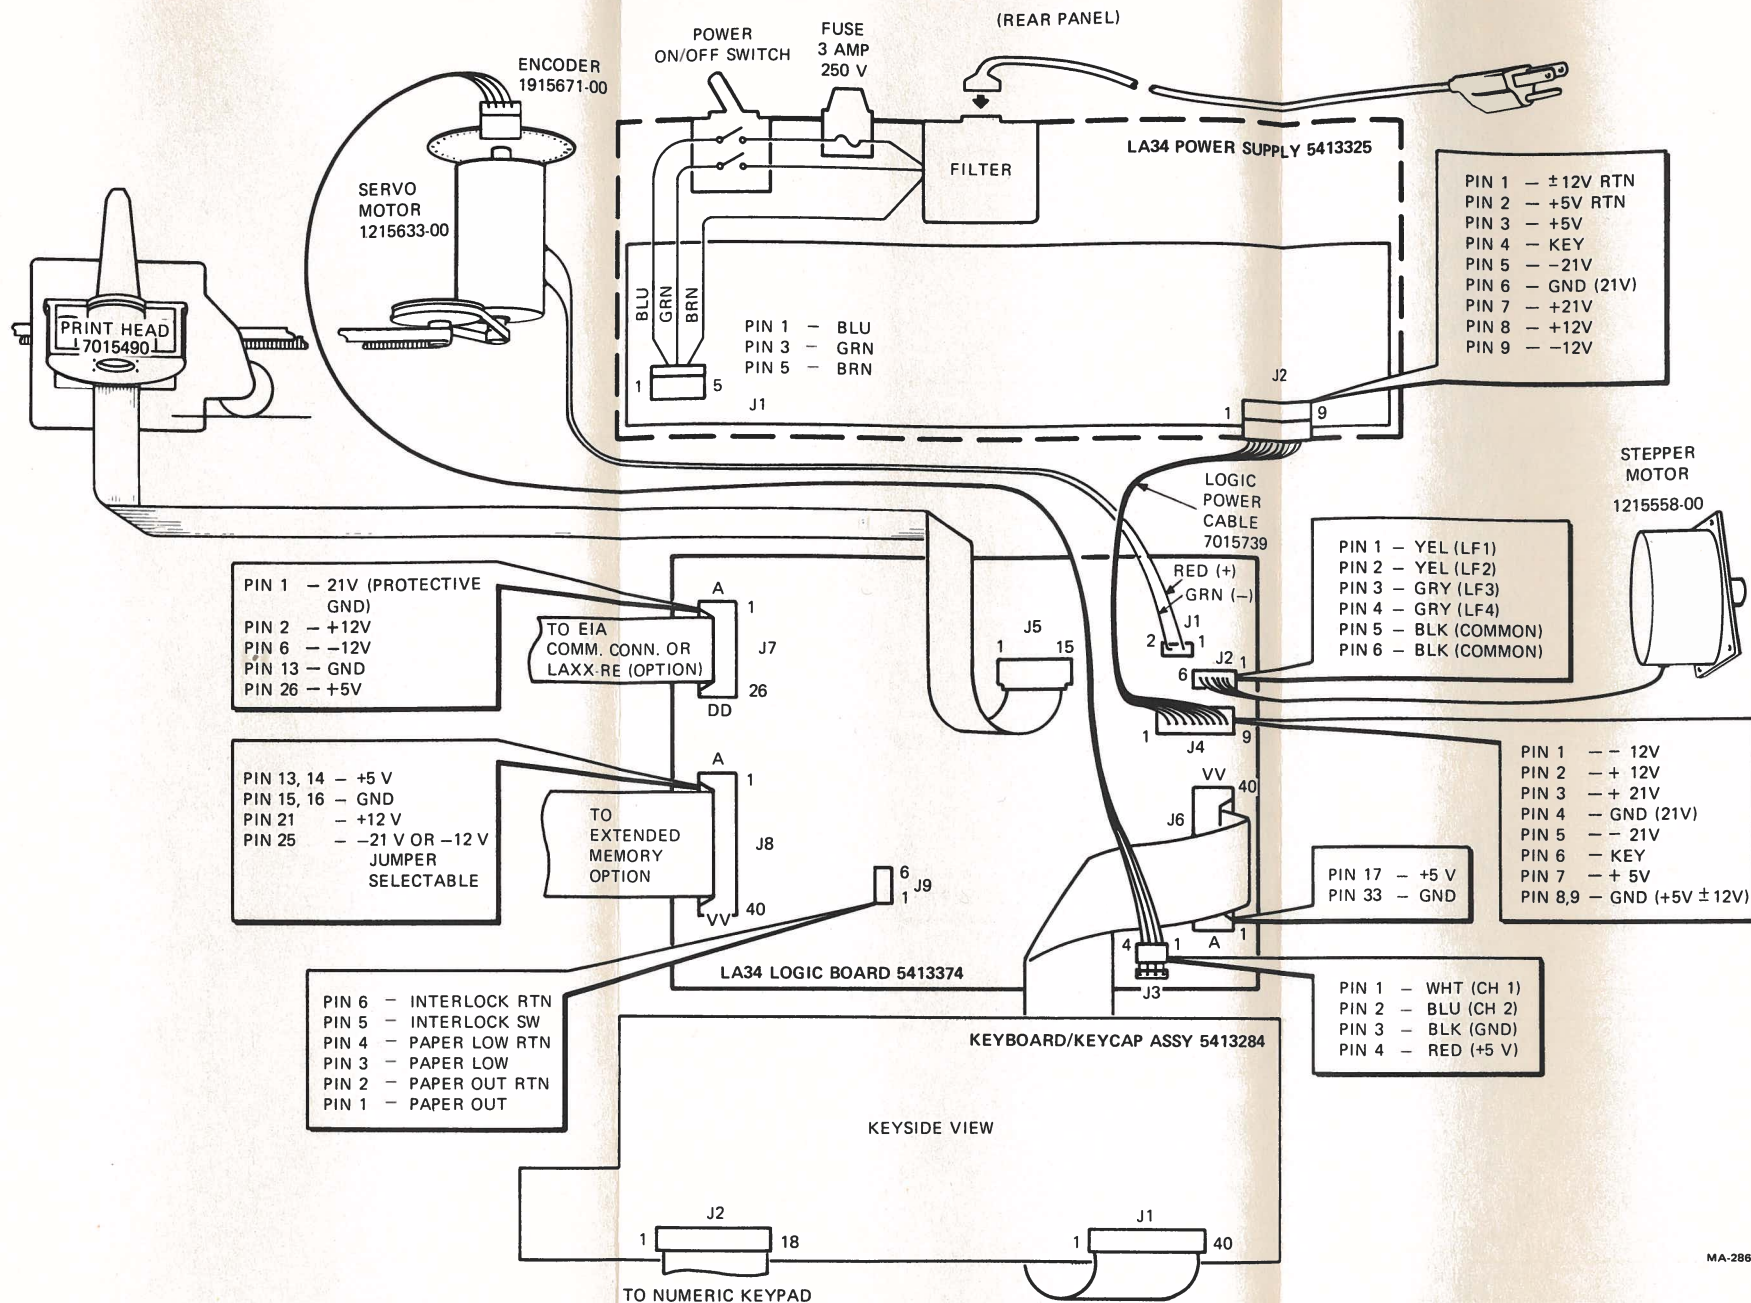 (REAR PANEL)
POWER
ON/OFF SWITCH
FUSE
3 AMP
250 V
ENCODER
1915671-00
SERVO
MOTOR
1215633-00
PRINT HEAD
7015490
FILTER
LA34 POWER SUPPLY 5413325
PIN 1 — ±12V RTN
PIN 2 — +5V RTN
PIN 3 — +5V
PIN 4 — KEY
PIN 5 — -21V
PIN 6 — GND (21V)
PIN 7 — +21V
PIN 8 — +12V
PIN 9 — -12V
BLU
GRN
BRN
PIN 1 — BLU
PIN 3 — GRN
PIN 5 — BRN
1
5
J1
J2
1
9
STEPPER
MOTOR
1215558-00
LOGIC
POWER
CABLE
7015739
PIN 1 — YEL (LF1)
PIN 2 — YEL (LF2)
PIN 3 — GRY (LF3)
PIN 4 — GRY (LF4)
PIN 5 — BLK (COMMON)
PIN 6 — BLK (COMMON)
PIN 1 — 21V (PROTECTIVE
GND)
PIN 2 — +12V
PIN 6 — -12V
PIN 13 — GND
PIN 26 — +5V
A
1
TO EIA
COMM. CONN. OR
LAXX-RE (OPTION)
J7
26
DD
J5
1 15
RED (+)
GRN (—)
J1
2 1
J2
6 1
1 9
J4
PIN 1 — - 12V
PIN 2 — + 12V
PIN 3 — + 21V
PIN 4 — GND (21V)
PIN 5 — - 21V
PIN 6 — KEY
PIN 7 — + 5V
PIN 8,9 — GND (+5V ±12V)
PIN 13, 14 — +5 V
PIN 15, 16 — GND
PIN 21 — +12 V
PIN 25 — -21 V OR -12 V
JUMPER
SELECTABLE
A
1
TO
EXTENDED
MEMORY
OPTION
J8
40
VV
6
1
J9
VV
40
J6
A
1
PIN 17 — +5 V
PIN 33 — GND
4 1
J3
LA34 LOGIC BOARD 5413374
PIN 1 — WHT (CH 1)
PIN 2 — BLU (CH 2)
PIN 3 — BLK (GND)
PIN 4 — RED (+5 V)
PIN 6 — INTERLOCK RTN
PIN 5 — INTERLOCK SW
PIN 4 — PAPER LOW RTN
PIN 3 — PAPER LOW
PIN 2 — PAPER OUT RTN
PIN 1 — PAPER OUT
KEYBOARD/KEYCAP ASSY 5413284
KEYSIDE VIEW
J2
1 18
TO NUMERIC KEYPAD
J1
1 40
MA-286